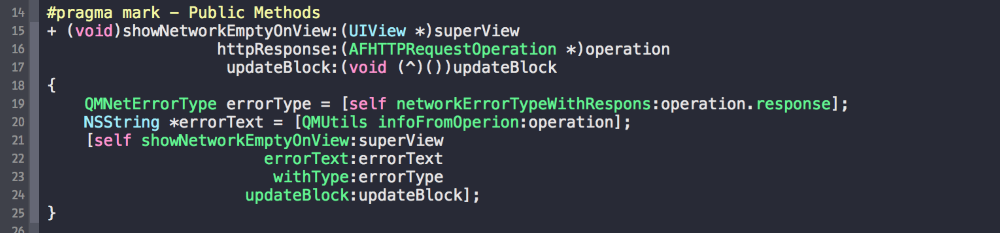 14 #pragma mark - Public Methods
15 + (void)showNetworkEmptyOnView:(UIView *)superView
16 httpResponse:(AFHTTPRequestOperation *)operation
17 updateBlock:(void (^)())updateBlock
18 {
19 QMNetErrorType errorType = [self networkErrorTypeWithRespons:operation.response];
20 NSString *errorText = [QMUtils infoFromOperion:operation];
21 [self showNetworkEmptyOnView:superView
22 errorText:errorText
23 withType:errorType
24 updateBlock:updateBlock];
25 }
26